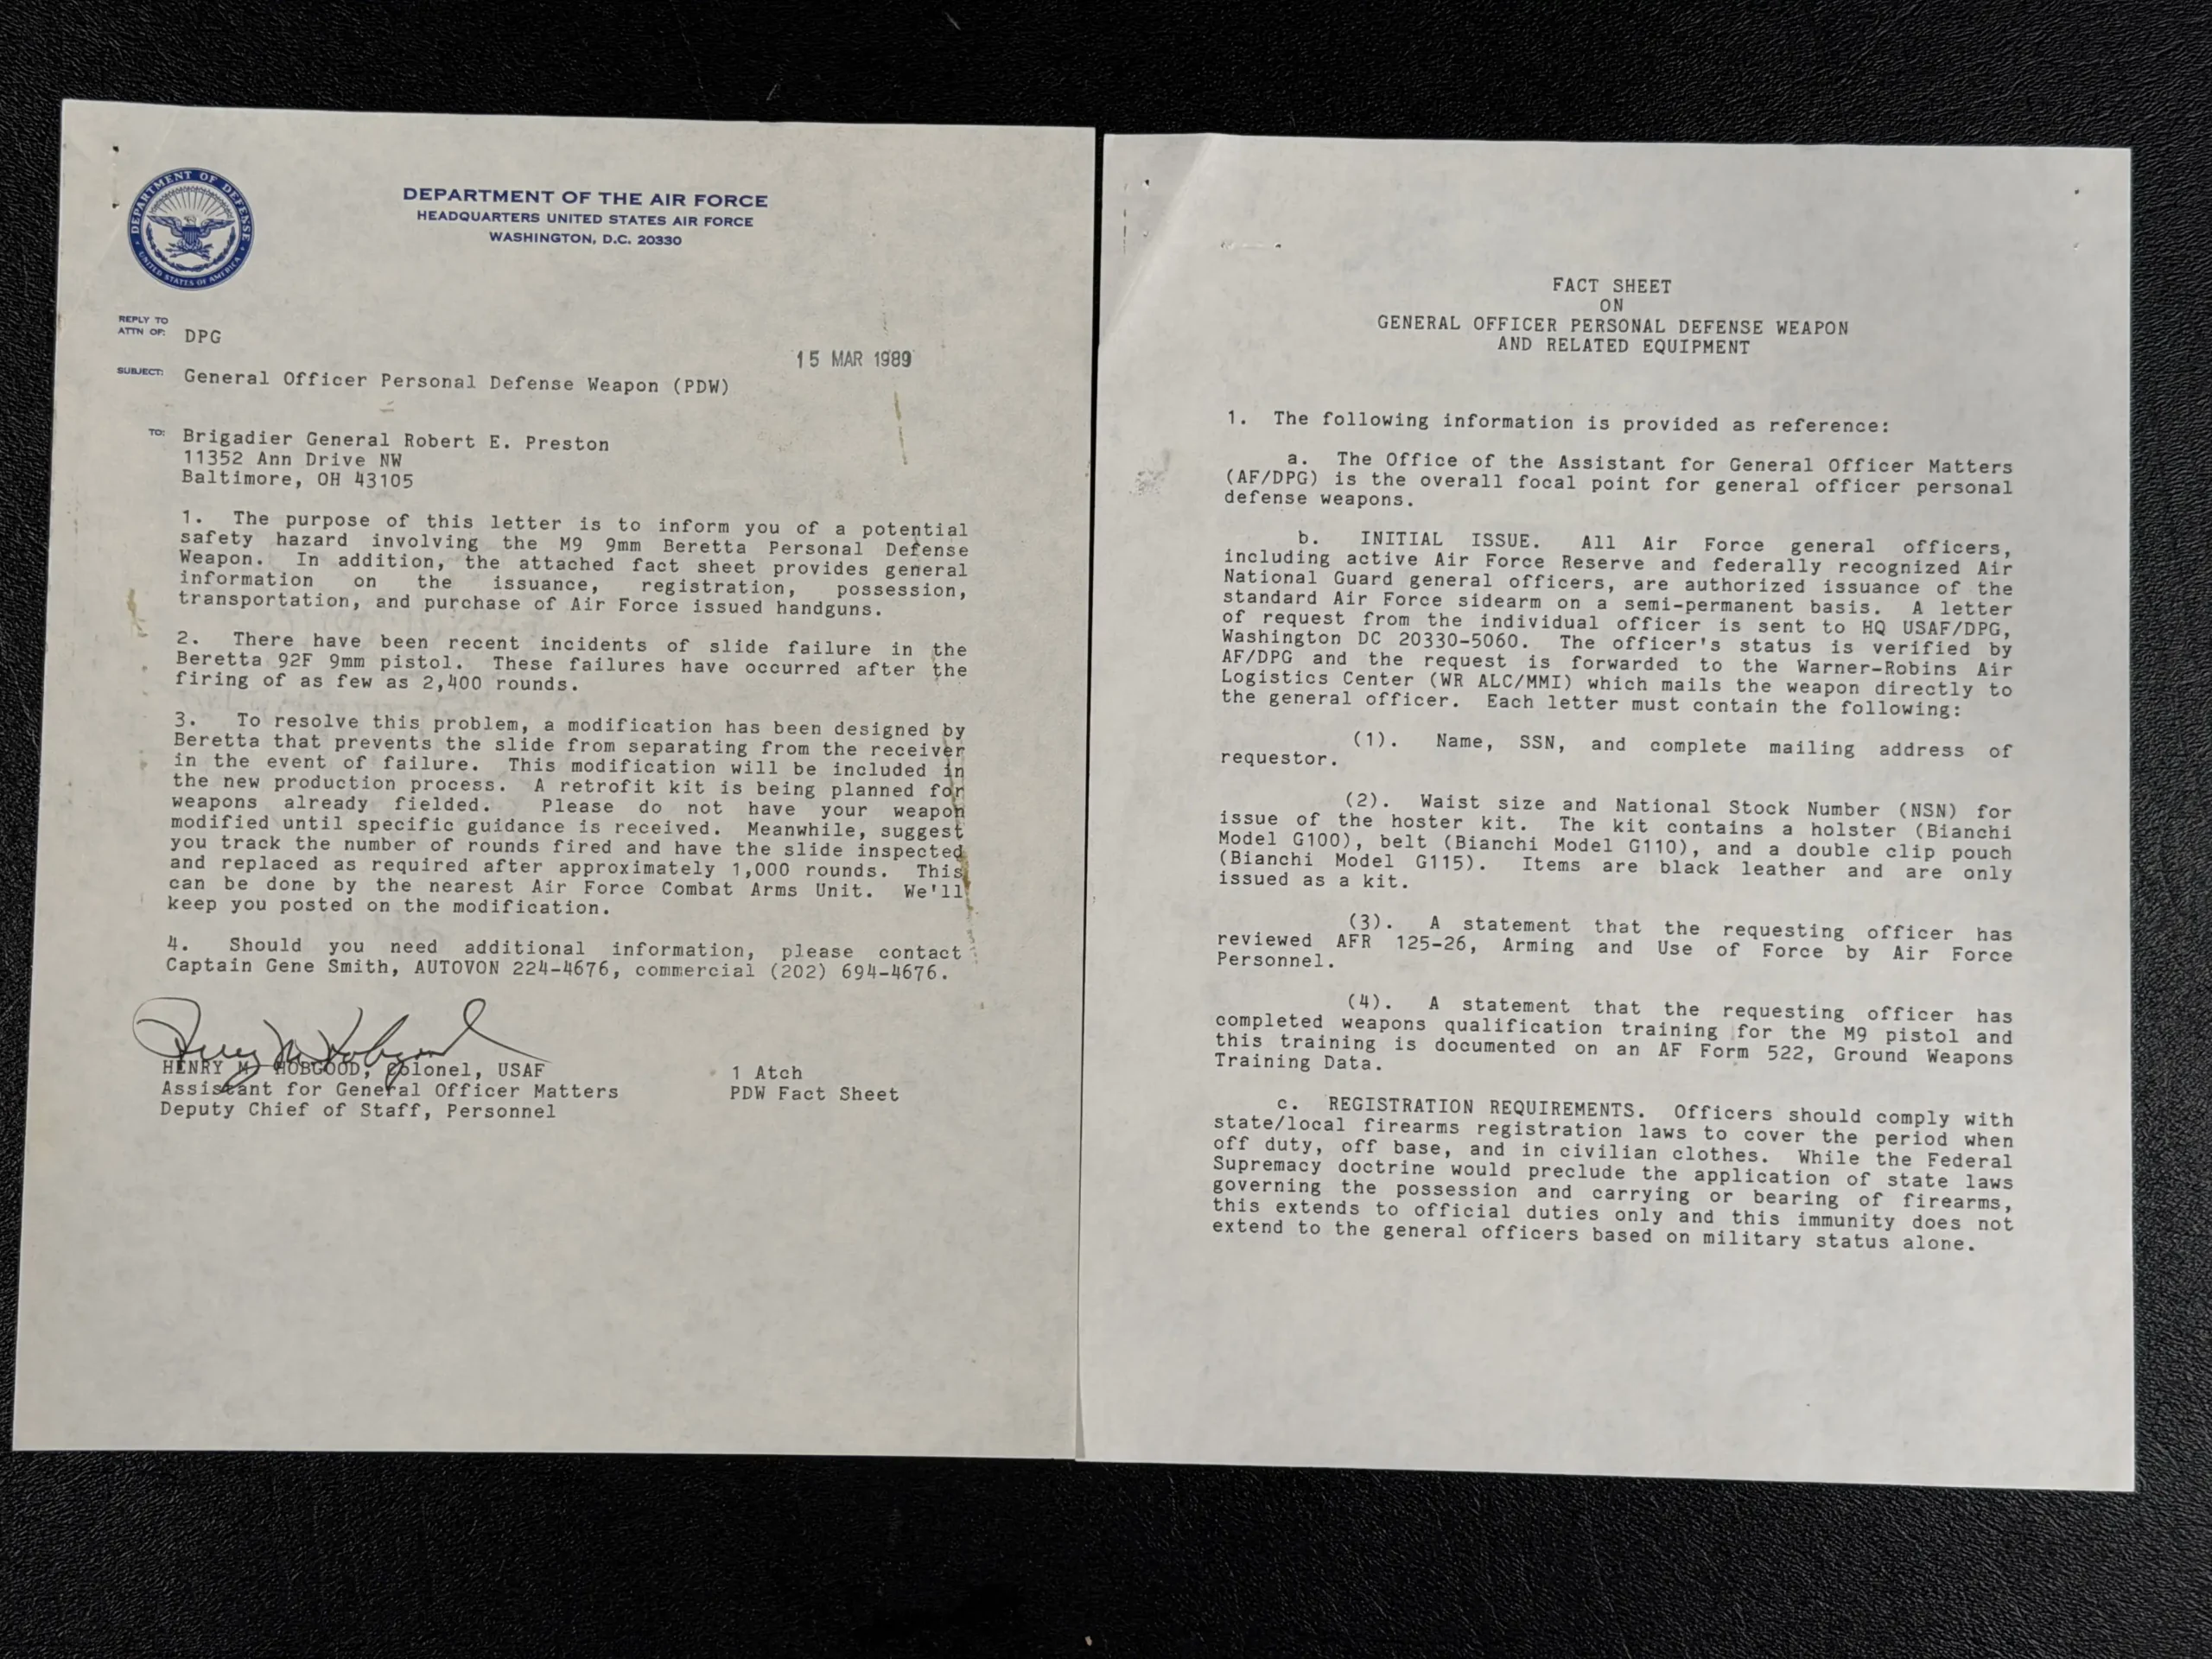 DEPARTMENT OF DEFENSE
UNITED STATES OF AMERICA
DEPARTMENT OF THE AIR FORCE
HEADQUARTERS UNITED STATES AIR FORCE
WASHINGTON, D.C. 20330
REPLY TO
ATTN OF: DPG
15 MAR 1989
SUBJECT: General Officer Personal Defense Weapon (PDW)
TO: Brigadier General Robert E. Preston
11352 Ann Drive NW
Baltimore, OH 43105
1. The purpose of this letter is to inform you of a potential
safety hazard involving the M9 9mm Beretta Personal Defense
Weapon. In addition, the attached fact sheet provides general
information on the issuance, registration, possession,
transportation, and purchase of Air Force issued handguns.
2. There have been recent incidents of slide failure in the
Beretta 92F 9mm pistol. These failures have occurred after the
firing of as few as 2,400 rounds.
3. To resolve this problem, a modification has been designed by
Beretta that prevents the slide from separating from the receiver
in the event of failure. This modification will be included in
the new production process. A retrofit kit is being planned for
weapons already fielded. Please do not have your weapon
modified until specific guidance is received. Meanwhile, suggest
you track the number of rounds fired and have the slide inspected
and replaced as required after approximately 1,000 rounds. This
can be done by the nearest Air Force Combat Arms Unit. We'll
keep you posted on the modification.
4. Should you need additional information, please contact
Captain Gene Smith, AUTOVON 224-4676, commercial (202) 694-4676.
HENRY M. HOBGOOD, Colonel, USAF
Assistant for General Officer Matters
Deputy Chief of Staff, Personnel
1 Atch
PDW Fact Sheet
FACT SHEET
ON
GENERAL OFFICER PERSONAL DEFENSE WEAPON
AND RELATED EQUIPMENT
1. The following information is provided as reference:
a. The Office of the Assistant for General Officer Matters
(AF/DPG) is the overall focal point for general officer personal
defense weapons.
b. INITIAL ISSUE. All Air Force general officers,
including active Air Force Reserve and federally recognized Air
National Guard general officers, are authorized issuance of the
standard Air Force sidearm on a semi-permanent basis. A letter
of request from the individual officer is sent to HQ USAF/DPG,
Washington DC 20330-5060. The officer's status is verified by
AF/DPG and the request is forwarded to the Warner-Robins Air
Logistics Center (WR ALC/MMI) which mails the weapon directly to
the general officer. Each letter must contain the following:
(1). Name, SSN, and complete mailing address of
requestor.
(2). Waist size and National Stock Number (NSN) for
issue of the hoster kit. The kit contains a holster (Bianchi
Model G100), belt (Bianchi Model G110), and a double clip pouch
(Bianchi Model G115). Items are black leather and are only
issued as a kit.
(3). A statement that the requesting officer has
reviewed AFR 125-26, Arming and Use of Force by Air Force
Personnel.
(4). A statement that the requesting officer has
completed weapons qualification training for the M9 pistol and
this training is documented on an AF Form 522, Ground Weapons
Training Data.
c. REGISTRATION REQUIREMENTS. Officers should comply with
state/local firearms registration laws to cover the period when
off duty, off base, and in civilian clothes. While the Federal
Supremacy doctrine would preclude the application of state laws
governing the possession and carrying or bearing of firearms,
this extends to official duties only and this immunity does not
extend to the general officers based on military status alone.